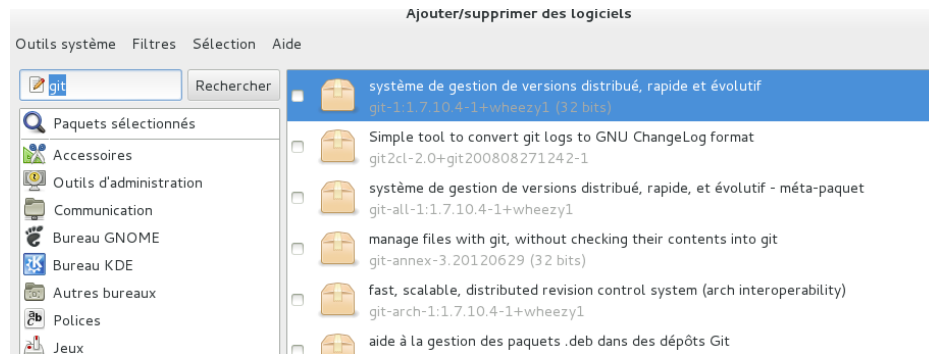 Ajouter/supprimer des logiciels
Outils système Filtres Sélection Aide
git Rechercher
Paquets sélectionnés
Accessoires
Outils d'administration
Communication
Bureau GNOME
Bureau KDE
Autres bureaux
Polices
Jeux
système de gestion de versions distribué, rapide et évolutif
git-1:1.7.10.4-1+wheezy1 (32 bits)
Simple tool to convert git logs to GNU ChangeLog format
git2cl-2.0+git200808271242-1
système de gestion de versions distribué, rapide, et évolutif - méta-paquet
git-all-1:1.7.10.4-1+wheezy1
manage files with git, without checking their contents into git
git-annex-3.20120629 (32 bits)
fast, scalable, distributed revision control system (arch interoperability)
git-arch-1:1.7.10.4-1+wheezy1
aide à la gestion des paquets .deb dans des dépôts Git